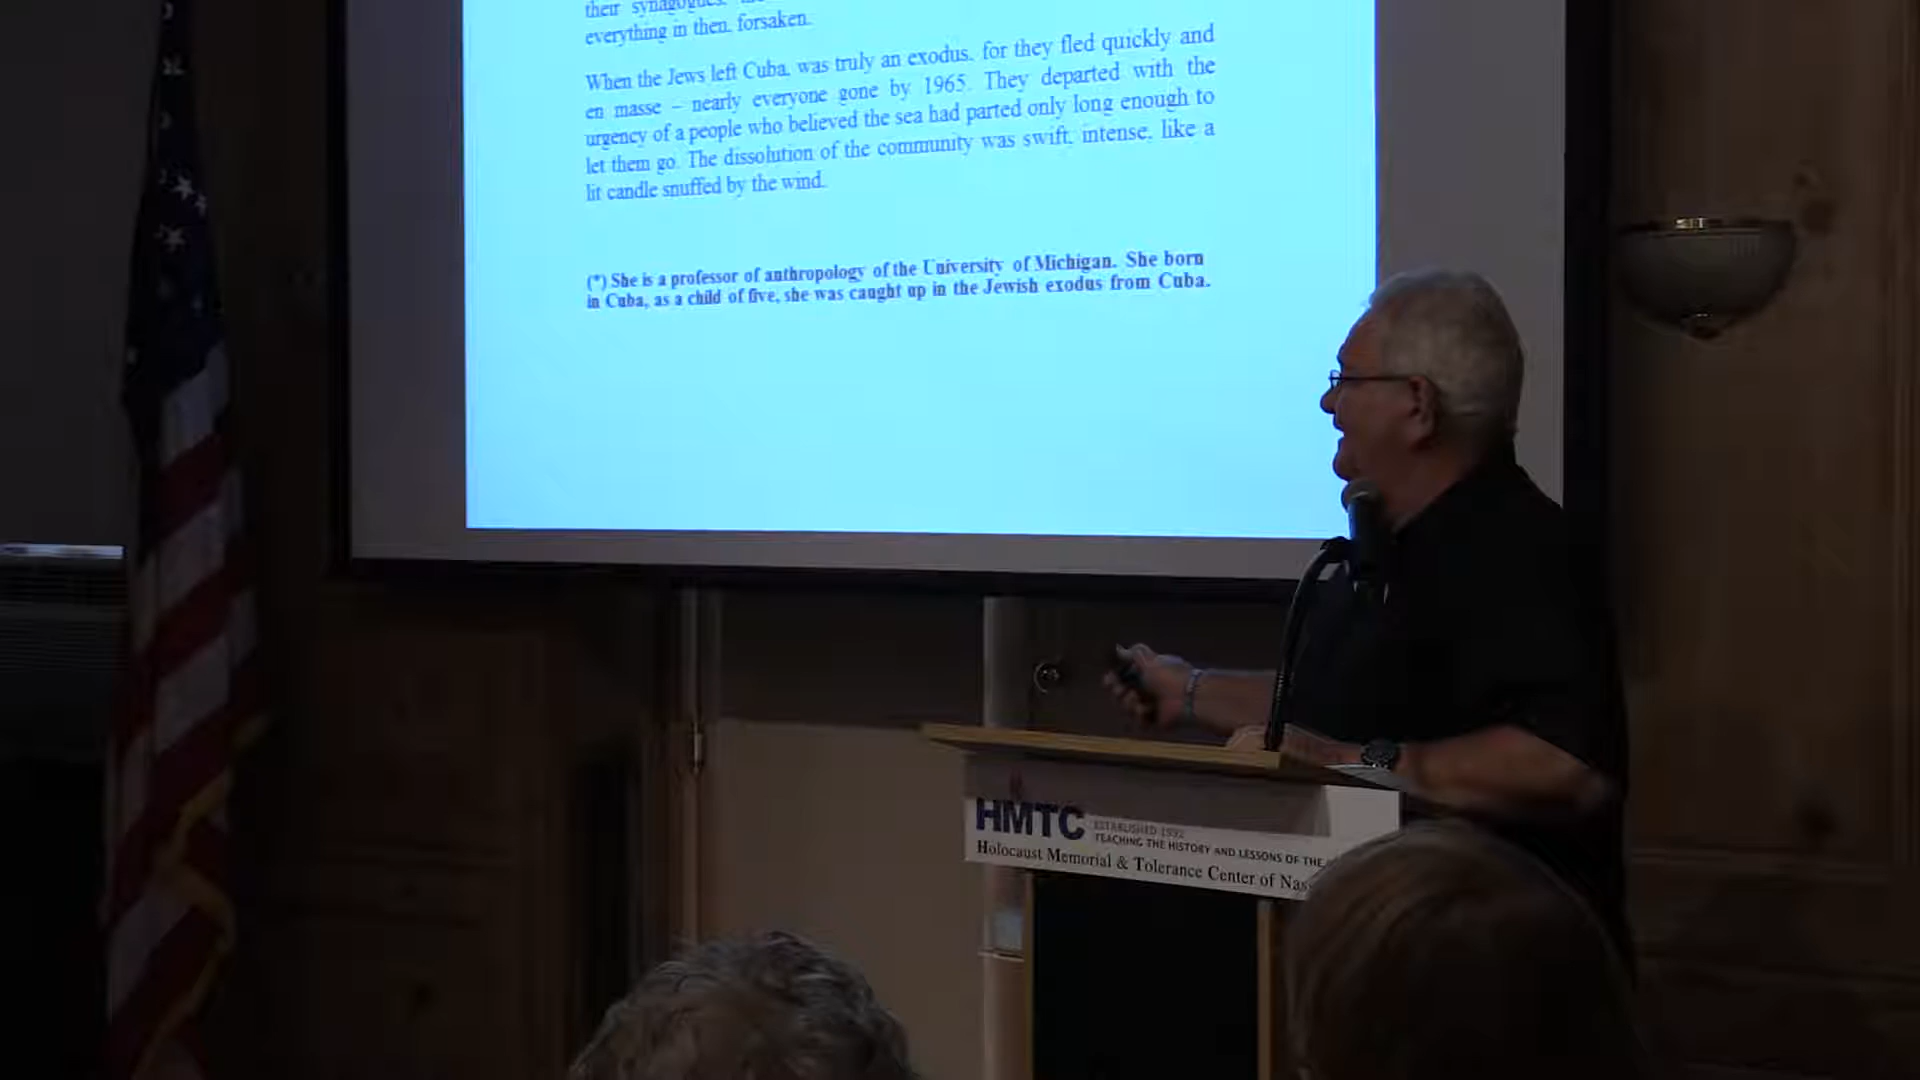 their synagogues,
everything in then, forsaken.
When the Jews left Cuba, was truly an exodus, for they fled quickly and
en masse – nearly everyone gone by 1965. They departed with the
urgency of a people who believed the sea had parted only long enough to
let them go. The dissolution of the community was swift, intense, like a
lit candle snuffed by the wind.
(*) She is a professor of anthropology of the University of Michigan. She born
in Cuba, as a child of five, she was caught up in the Jewish exodus from Cuba.
HMTC
ESTABLISHED 1992
TEACHING THE HISTORY AND LESSONS OF THE
Holocaust Memorial & Tolerance Center of Nas